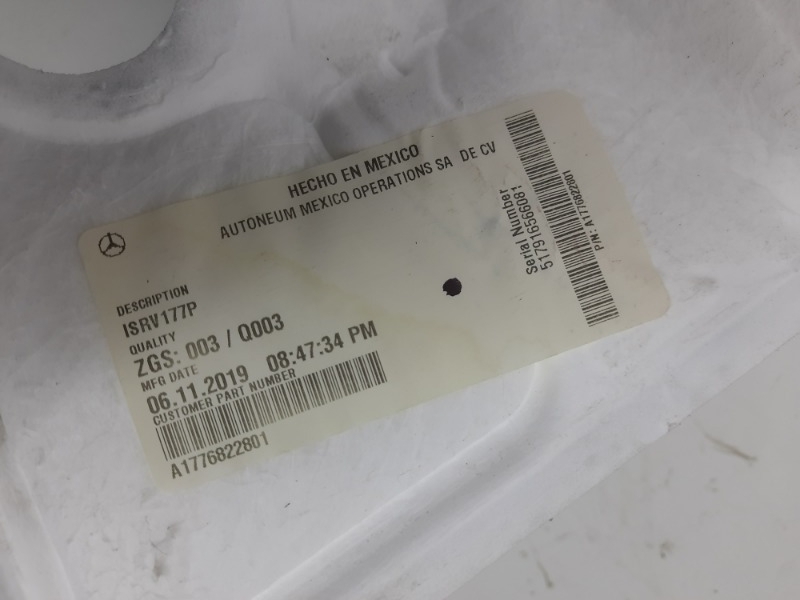 HECHO EN MEXICO
AUTONEUM MEXICO OPERATIONS SA DE CV
DESCRIPTION
ISRV177P
QUALITY
ZGS: 003 / Q003
MFG DATE
06.11.2019 08:47:34 PM
CUSTOMER PART NUMBER
A1776822801
Serial Number
517916566081
P/N: A1776822801